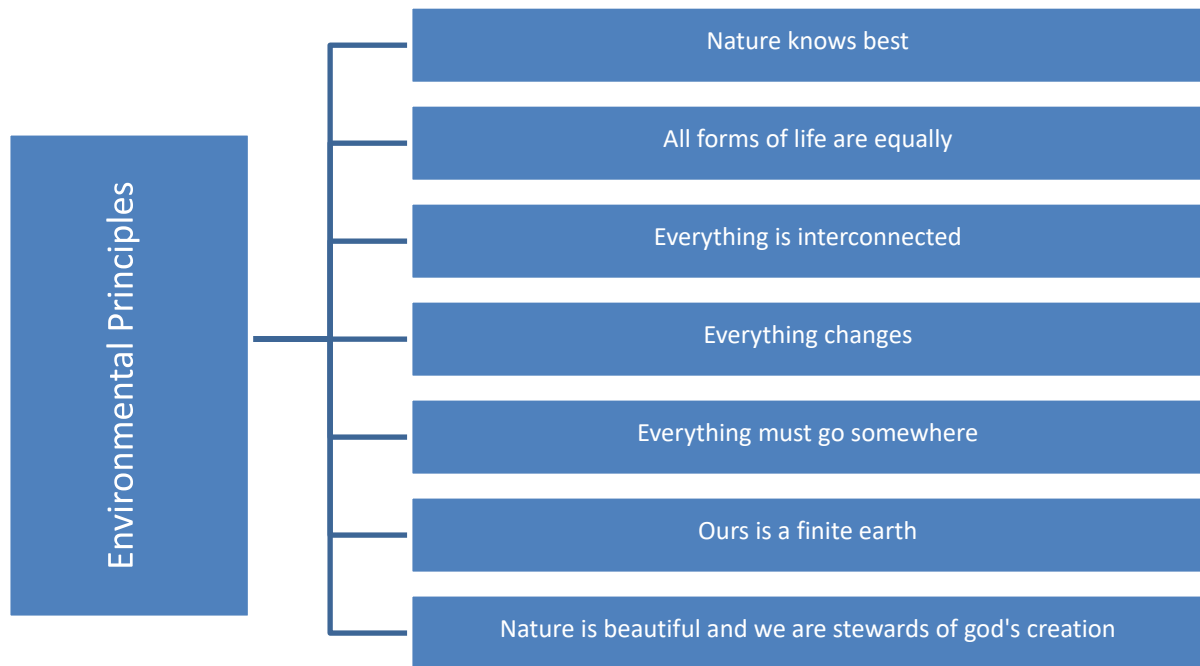 Environmental Principles
Nature knows best
All forms of life are equally
Everything is interconnected
Everything changes
Everything must go somewhere
Ours is a finite earth
Nature is beautiful and we are stewards of god's creation